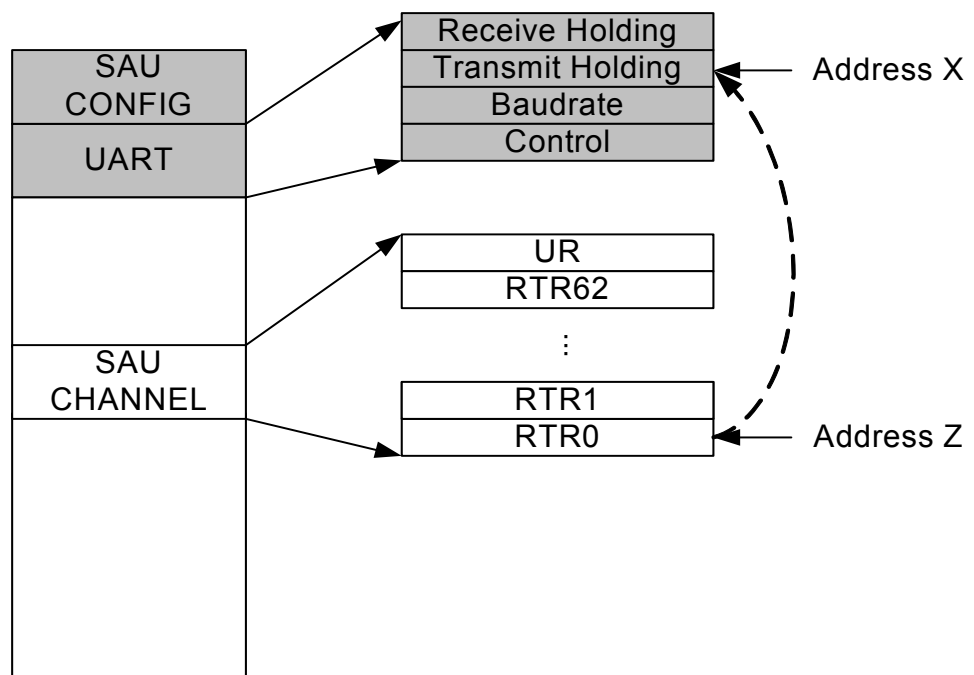 SAU
CONFIG
UART
SAU
CHANNEL
Receive Holding
Transmit Holding
Baudrate
Control
UR
RTR62
...
RTR1
RTR0
Address X
Address Z